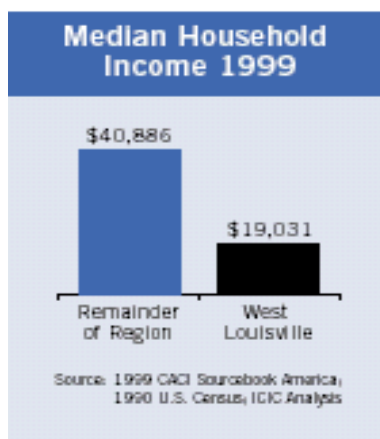 Median Household
Income 1999
$40,886
$19,031
Remainder
of Region
West
Louisville
Source: 1999 CACI Sourcebook America;
1990 U.S. Census; ICIC Analysis